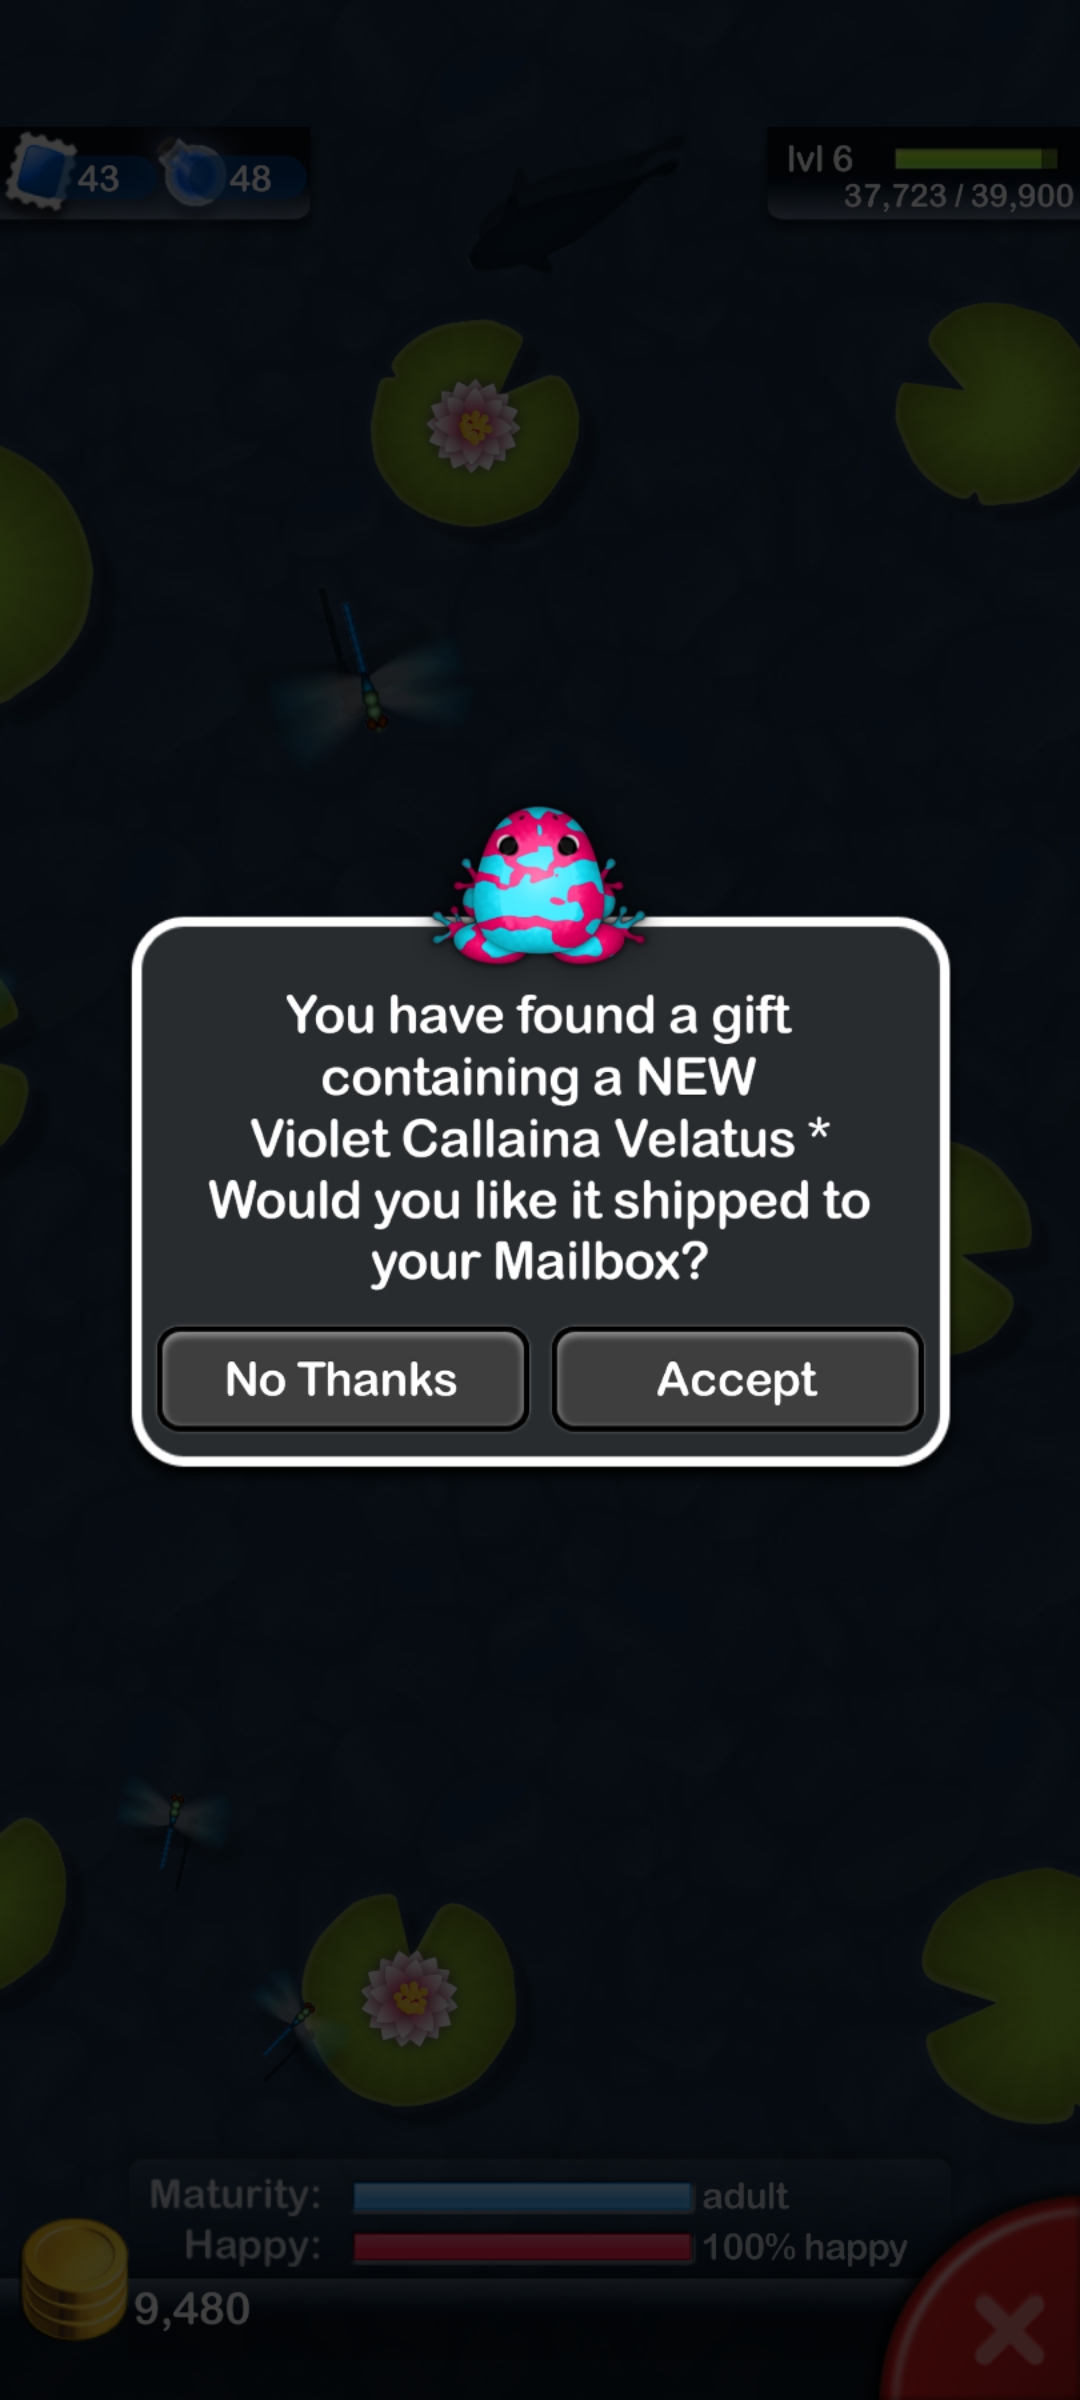 43 48
lvl 6
37,723 / 39,900
You have found a gift
containing a NEW
Violet Callaina Velatus *
Would you like it shipped to
your Mailbox?
No Thanks Accept
Maturity: adult
Happy: 100% happy
9,480